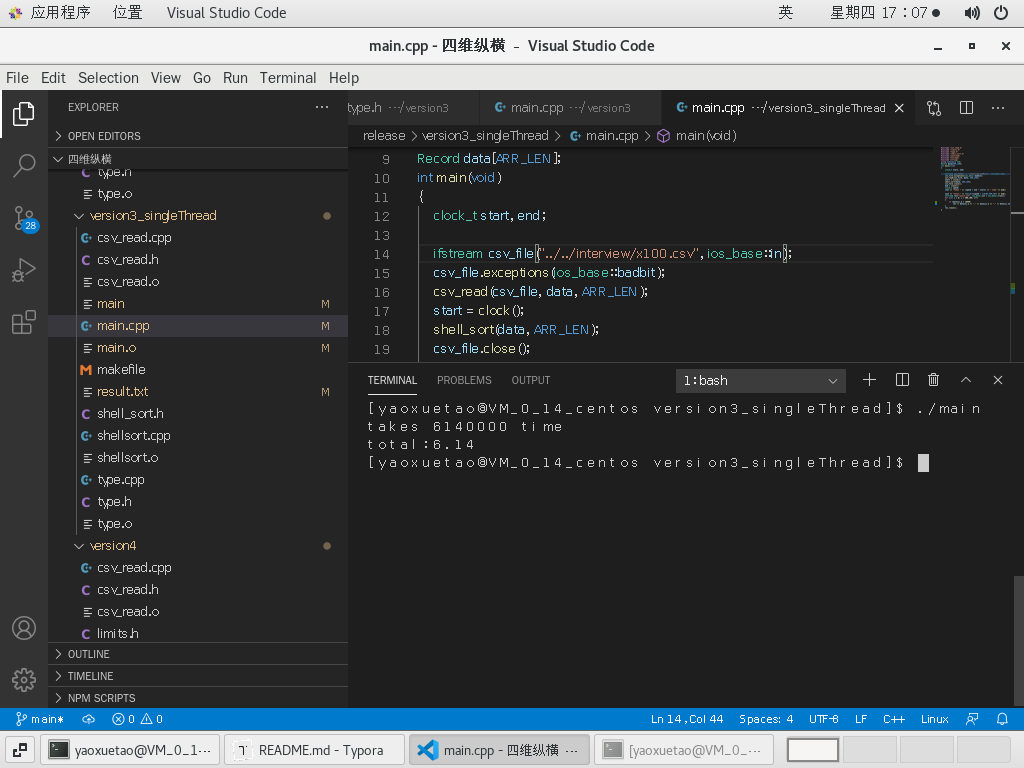 应用程序 位置 Visual Studio Code 英 星期四 17：07
main.cpp - 四维纵横 - Visual Studio Code
File Edit Selection View Go Run Terminal Help
EXPLORER
OPEN EDITORS
四维纵横
type.h
type.o
version3_singleThread
csv_read.cpp
csv_read.h
csv_read.o
main M
main.cpp M
main.o M
makefile
result.txt M
shell_sort.h
shellsort.cpp
shellsort.o
type.cpp
type.h
type.o
version4
csv_read.cpp
csv_read.h
csv_read.o
limits.h
OUTLINE
TIMELINE
NPM SCRIPTS
28
type.h ···/version3 main.cpp ···/version3 main.cpp ···/version3_singleThread
release > version3_singleThread > main.cpp > main(void)
9 Record data[ARR_LEN];
10 int main(void)
11 {
12 clock_t start, end;
13
14 ifstream csv_file("../../interview/x100.csv", ios_base::in);
15 csv_file.exceptions(ios_base::badbit);
16 csv_read(csv_file, data, ARR_LEN);
17 start = clock();
18 shell_sort(data, ARR_LEN);
19 csv_file.close();
TERMINAL PROBLEMS OUTPUT 1:bash
[yaoxuetao@VM_0_14_centos version3_singleThread]$ ./main
takes 6140000 time
total:6.14
[yaoxuetao@VM_0_14_centos version3_singleThread]$
main* 0 0 Ln 14, Col 44 Spaces: 4 UTF-8 LF C++ Linux
yaoxuetao@VM_0_1··· README.md - Typora main.cpp - 四维纵横 ··· [yaoxuetao@VM_0_···